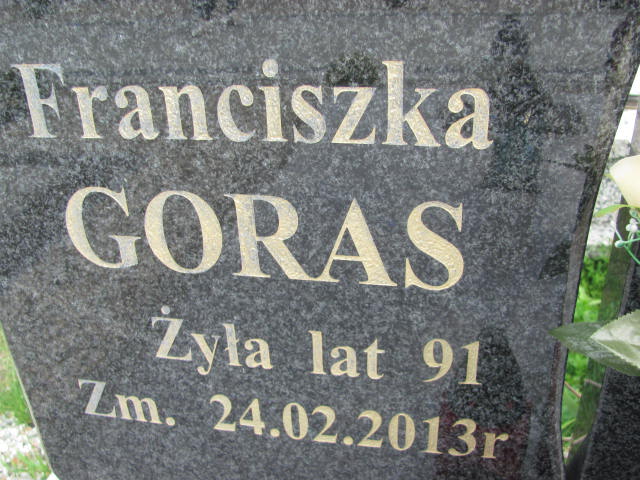 Franciszka
GORAS
Żyła lat 91
Zm. 24.02.2013r